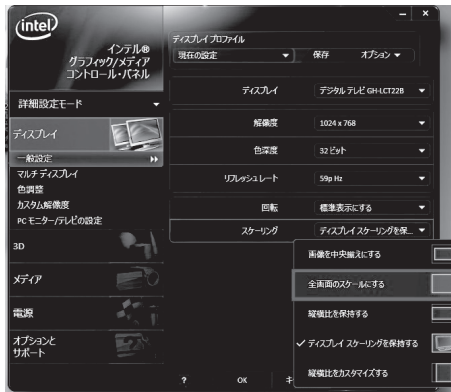 intel
インテル®
グラフィック/メディア
コントロール・パネル
ディスプレイ プロファイル
現在の設定
保存
オプション
詳細設定モード
ディスプレイ
一般設定
マルチ ディスプレイ
色調整
カスタム解像度
PC モニター/テレビの設定
3D
メディア
電源
オプションと
サポート
ディスプレイ
デジタル テレビ GH-LCT22B
解像度
1024 x 768
色深度
32 ビット
リフレッシュレート
59p Hz
回転
標準表示にする
スケーリング
ディスプレイ スケーリングを保...
画像を中央揃えにする
全画面のスケールにする
縦横比を保持する
✓ ディスプレイ スケーリングを保持する
縦横比をカスタマイズする
?
OK
キ